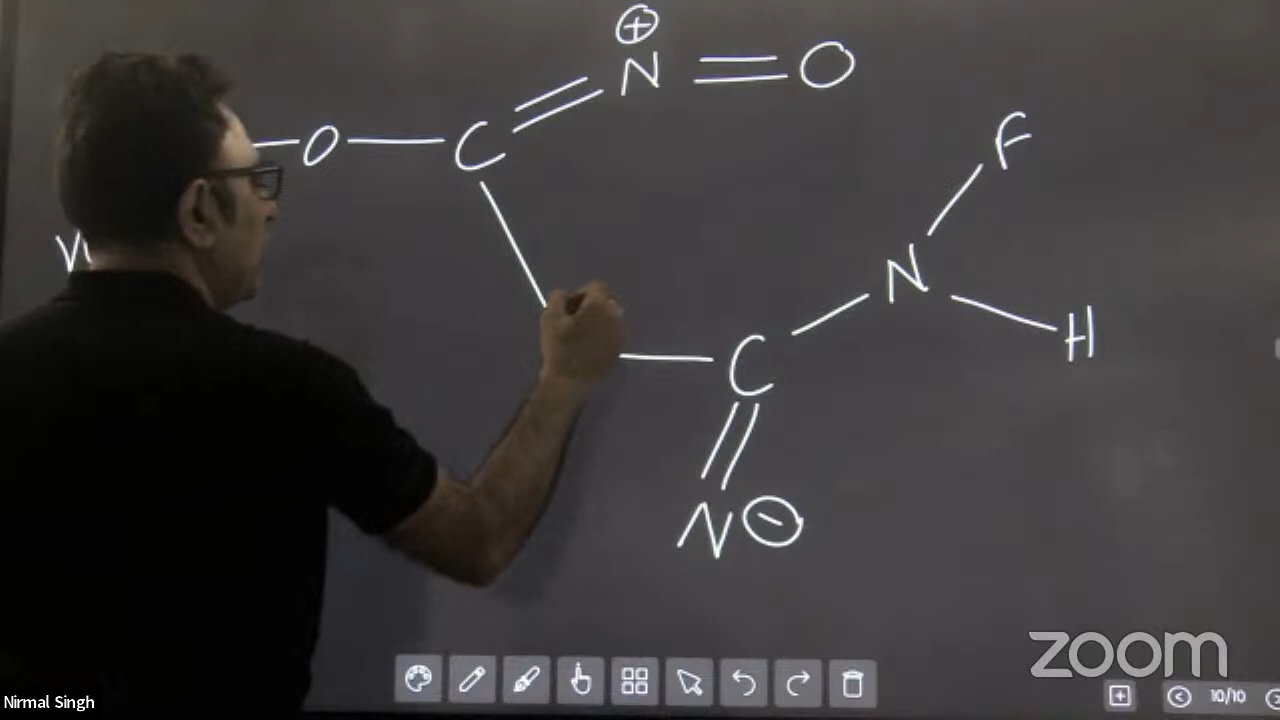 ⊕
N = O
O — C
F
N
C
H
N ⊖
zoom
10/10
Nirmal Singh